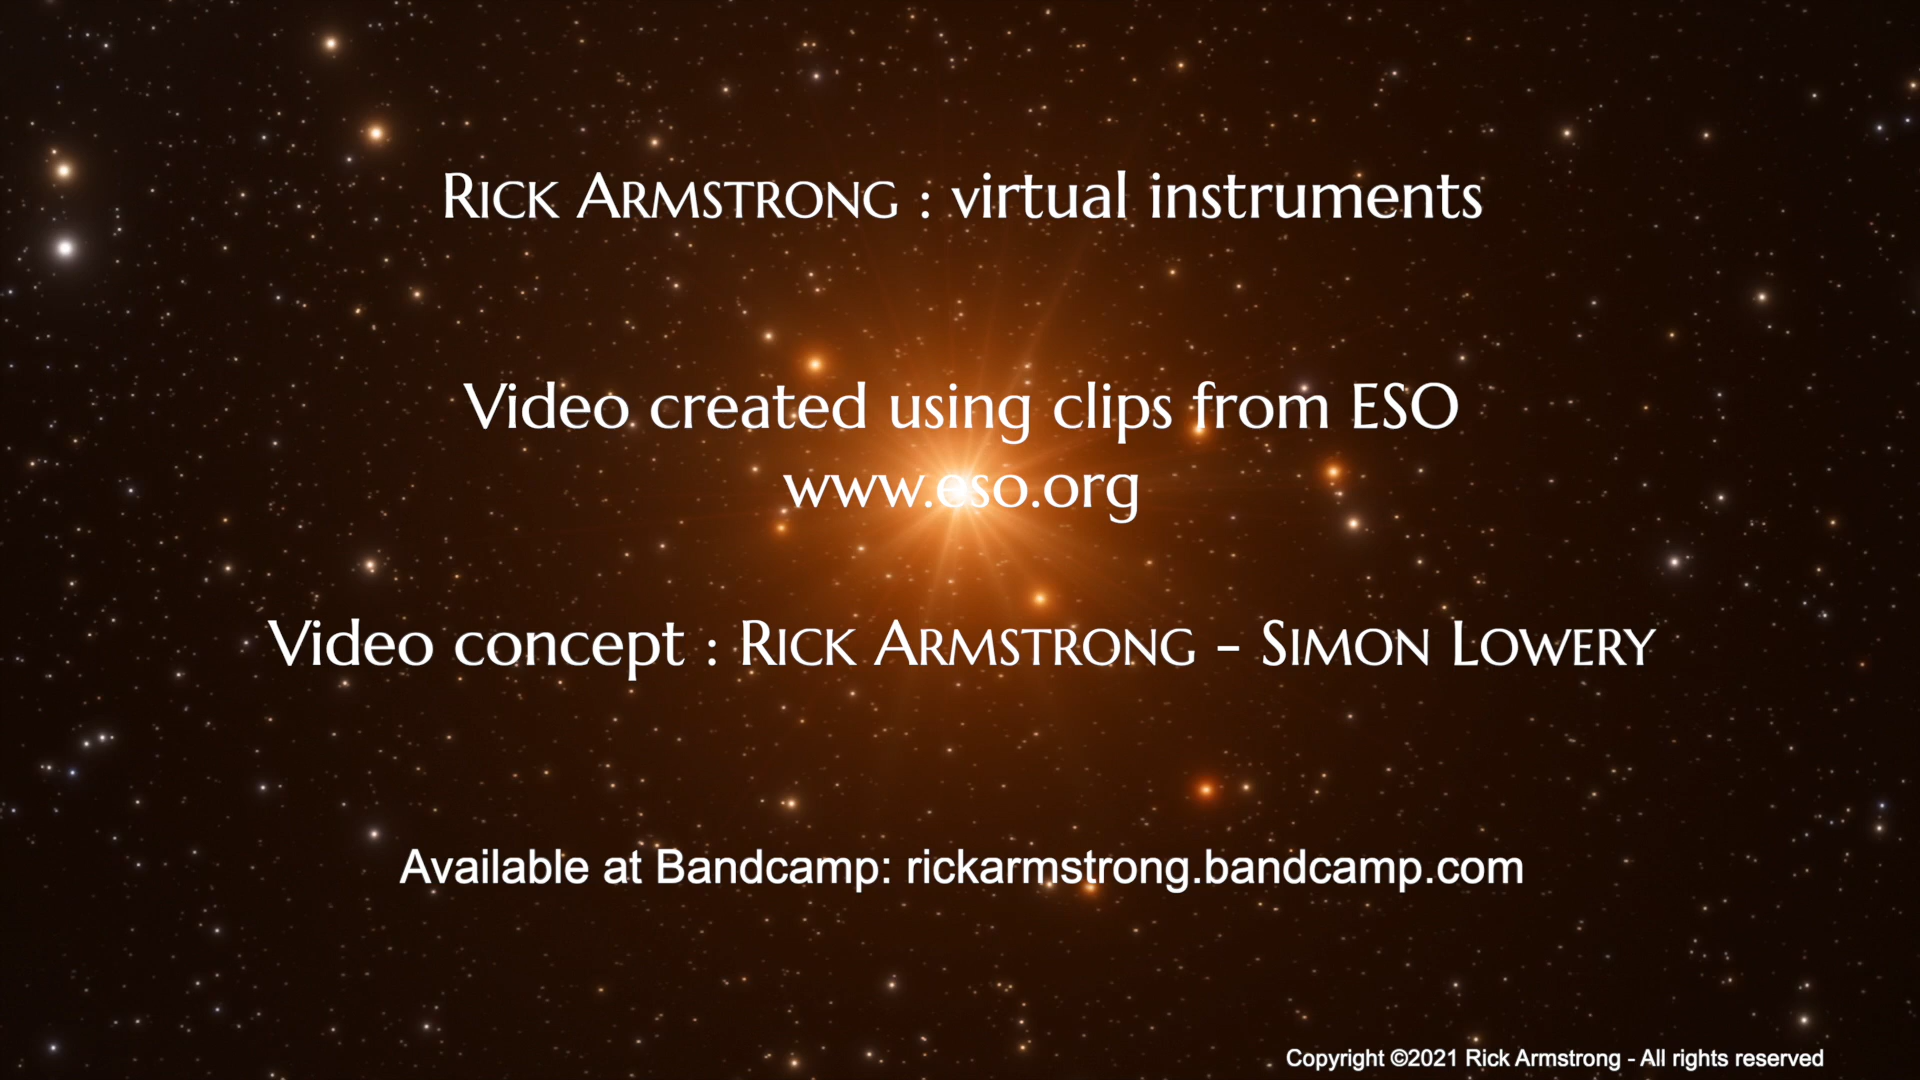 Rick Armstrong : virtual instruments
Video created using clips from ESO
www.eso.org
Video concept : Rick Armstrong - Simon Lowery
Available at Bandcamp: rickarmstrong.bandcamp.com
Copyright ©2021 Rick Armstrong - All rights reserved